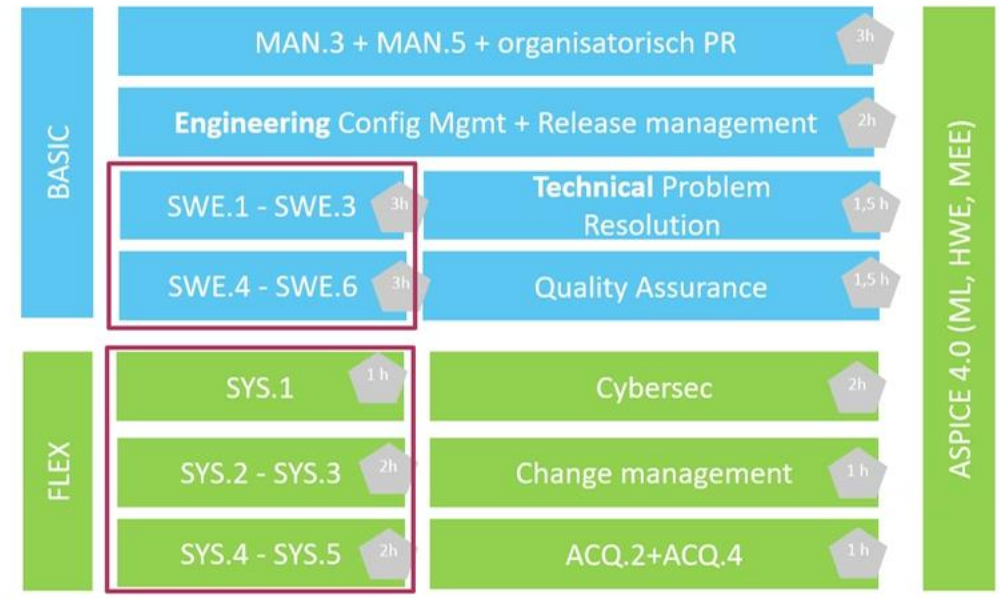 BASIC
MAN.3 + MAN.5 + organisatorisch PR
3h
Engineering Config Mgmt + Release management
2h
SWE.1 - SWE.3
3h
Technical Problem
Resolution
1,5 h
SWE.4 - SWE.6
3h
Quality Assurance
1,5 h
FLEX
SYS.1
1 h
Cybersec
2h
SYS.2 - SYS.3
2h
Change management
1 h
SYS.4 - SYS.5
2h
ACQ.2+ACQ.4
1 h
ASPICE 4.0 (ML, HWE, MEE)